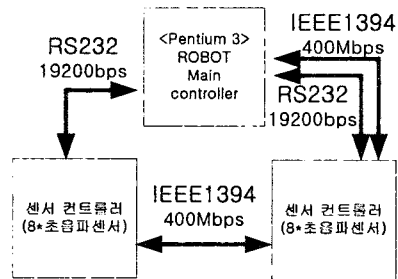 IEEE1394
400Mbps
<Pentium 3>
ROBOT
Main
controller
RS232
19200bps
RS232
19200bps
센서 컨트롤러
(8*초음파센서)
IEEE1394
400Mbps
센서 컨트롤러
(8*초음파센서)